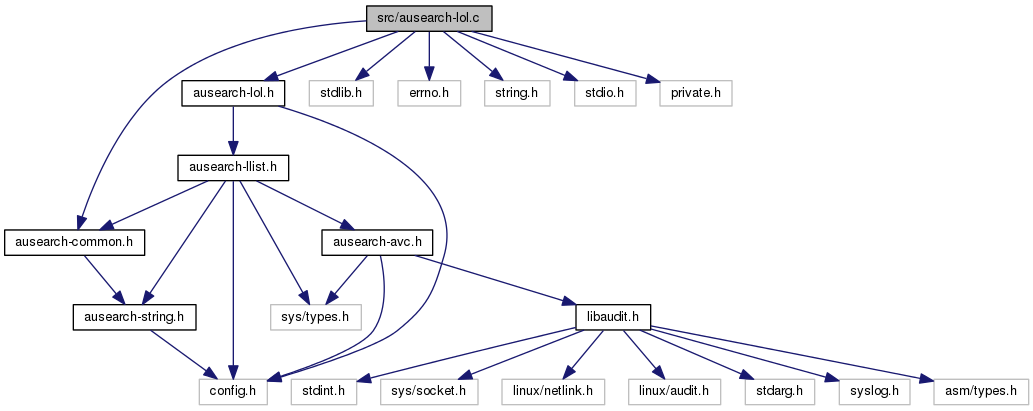 src/ausearch-lol.c
ausearch-lol.h
stdlib.h
errno.h
string.h
stdio.h
private.h
ausearch-llist.h
ausearch-common.h
ausearch-avc.h
ausearch-string.h
sys/types.h
libaudit.h
config.h
stdint.h
sys/socket.h
linux/netlink.h
linux/audit.h
stdarg.h
syslog.h
asm/types.h